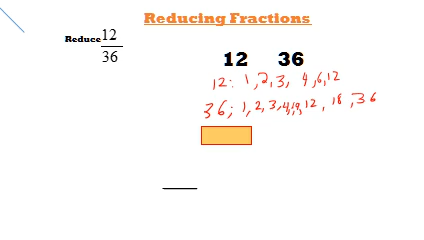 Reducing Fractions
Reduce 12/36
12 36
12: 1, 2, 3, 4, 6, 12
36; 1, 2, 3, 4, 9, 12, 18, 36